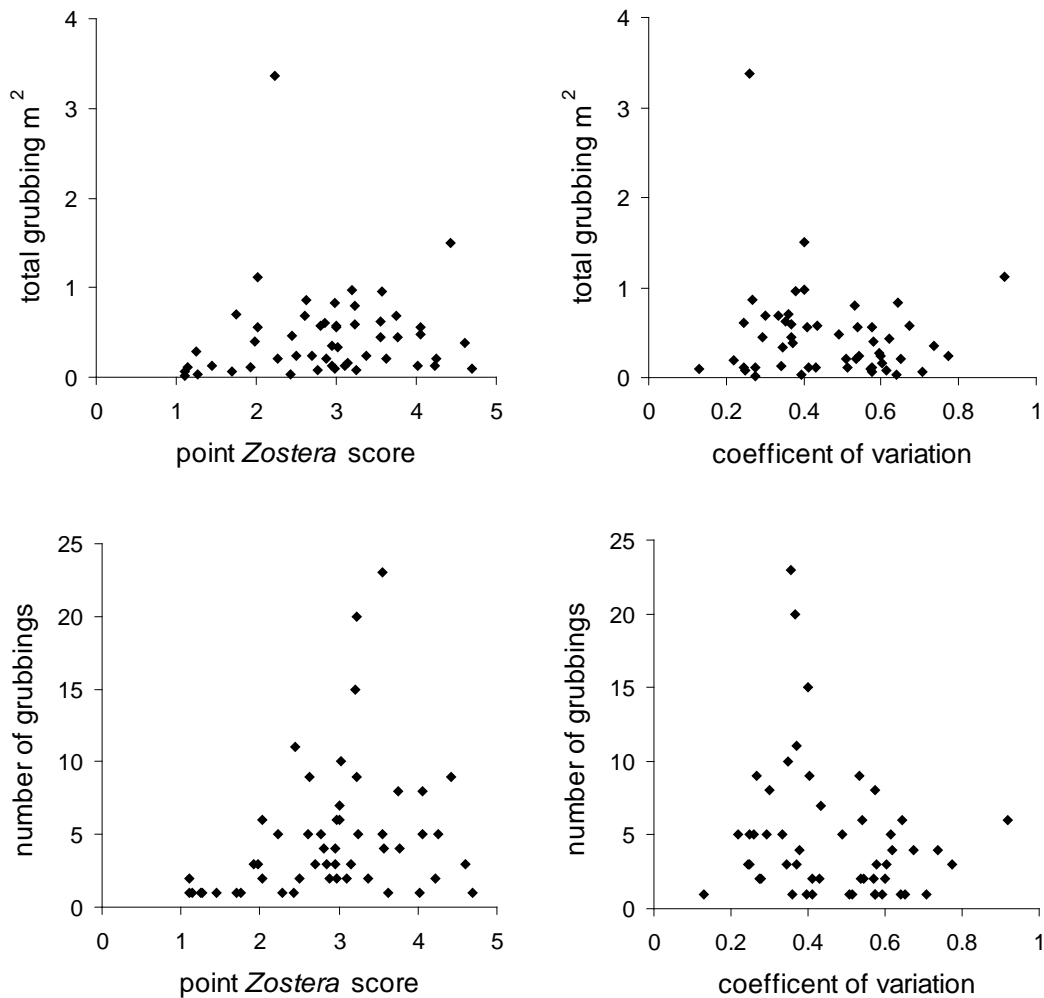 4
3
2
1
0
total grubbing m²
0 1 2 3 4 5
point Zostera score
4
3
2
1
0
total grubbing m²
0 0.2 0.4 0.6 0.8 1
coefficent of variation
25
20
15
10
5
0
number of grubbings
0 1 2 3 4 5
point Zostera score
25
20
15
10
5
0
number of grubbings
0 0.2 0.4 0.6 0.8 1
coefficent of variation